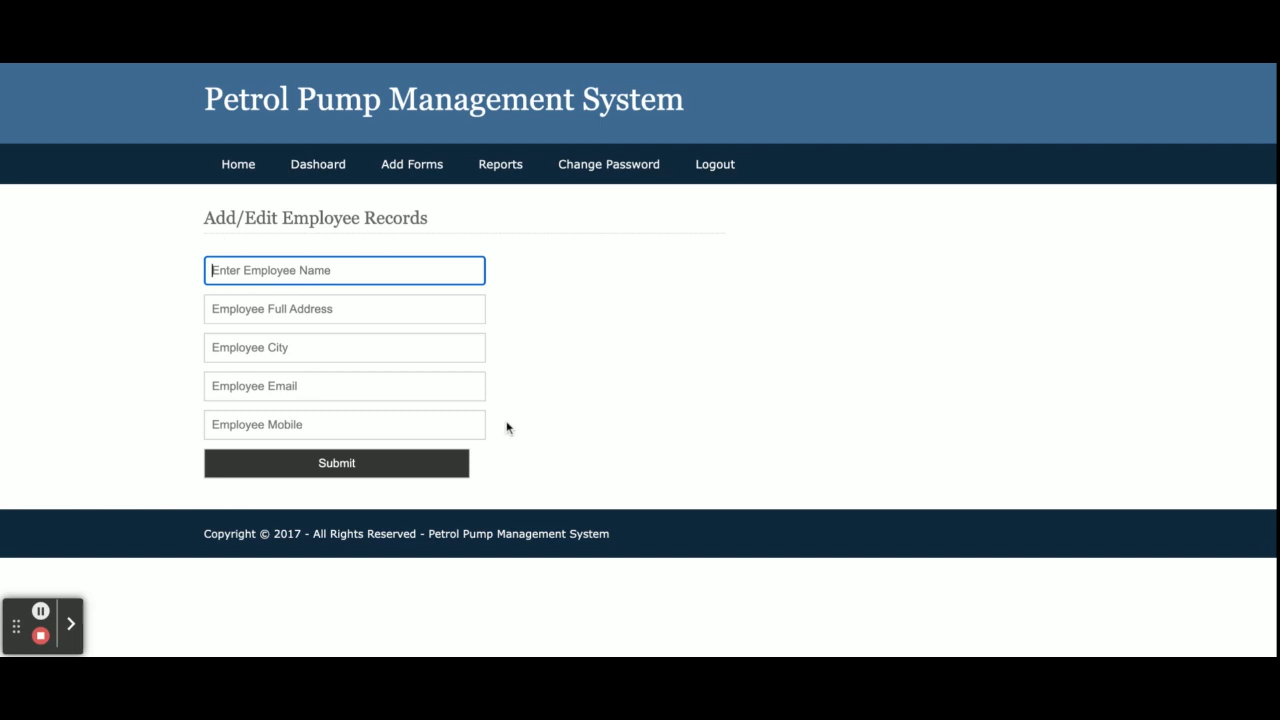 Petrol Pump Management System
Home Dashoard Add Forms Reports Change Password Logout
Add/Edit Employee Records
Enter Employee Name
Employee Full Address
Employee City
Employee Email
Employee Mobile
Submit
Copyright © 2017 - All Rights Reserved - Petrol Pump Management System